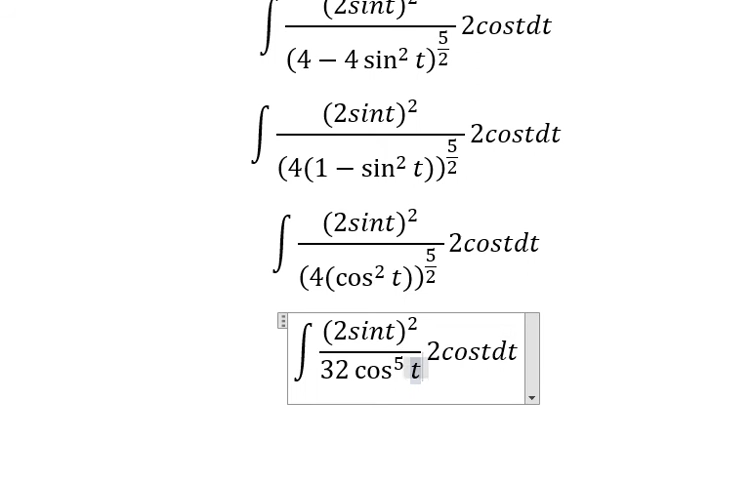 ∫ (2sint)² / (4 − 4 sin² t)^(5/2) 2costdt
∫ (2sint)² / (4(1 − sin² t))^(5/2) 2costdt
∫ (2sint)² / (4(cos² t))^(5/2) 2costdt
∫ (2sint)² / 32 cos⁵ t 2costdt